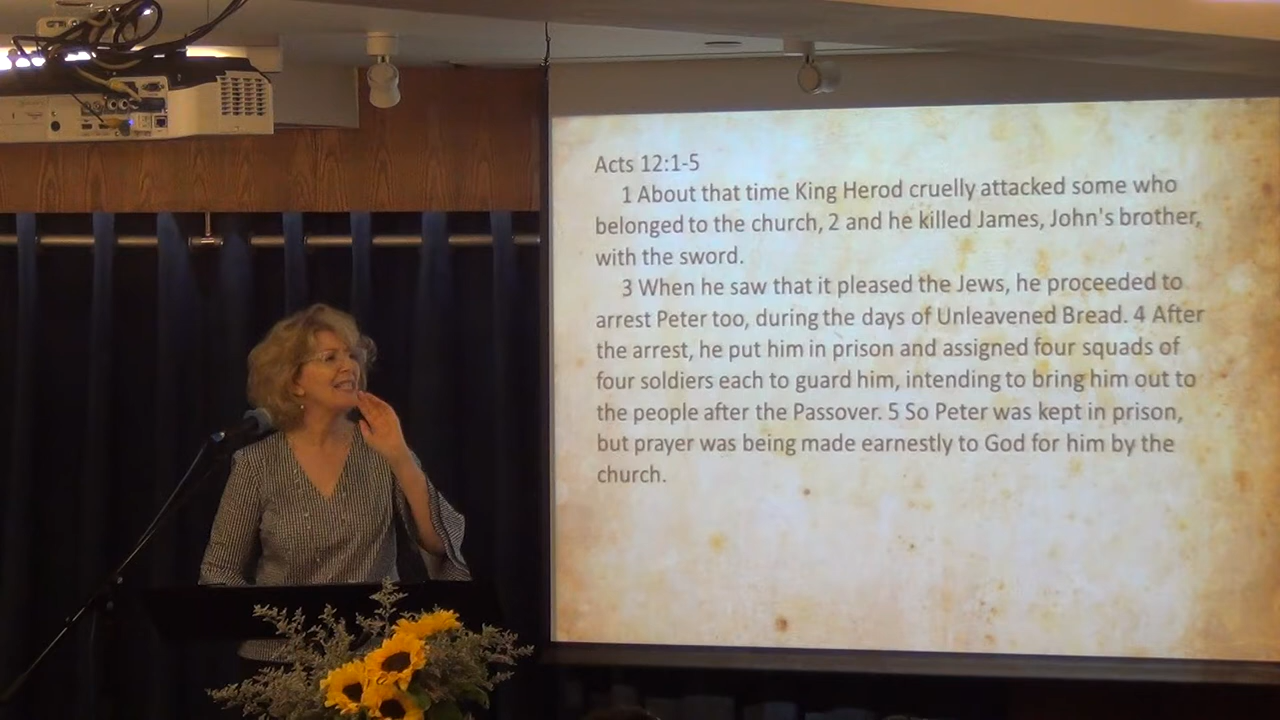 Acts 12:1-5
1 About that time King Herod cruelly attacked some who
belonged to the church, 2 and he killed James, John's brother,
with the sword.
3 When he saw that it pleased the Jews, he proceeded to
arrest Peter too, during the days of Unleavened Bread. 4 After
the arrest, he put him in prison and assigned four squads of
four soldiers each to guard him, intending to bring him out to
the people after the Passover. 5 So Peter was kept in prison,
but prayer was being made earnestly to God for him by the
church.